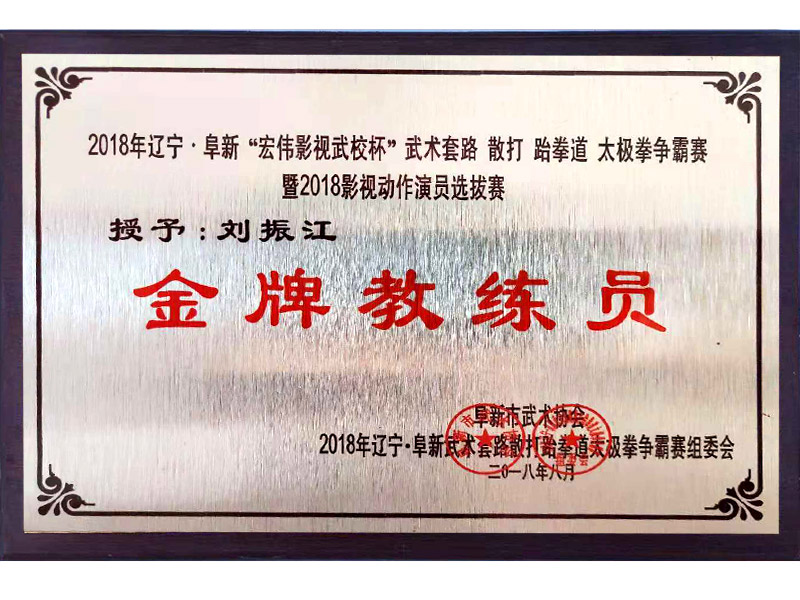 2018年辽宁·阜新“宏伟影视武校杯”武术套路 散打 跆拳道 太极拳争霸赛
暨2018影视动作演员选拔赛
授予:刘振江
金牌教练员
阜新市武术协会
2018年辽宁·阜新武术套路散打跆拳道太极拳争霸赛组委会
二0一八年八月